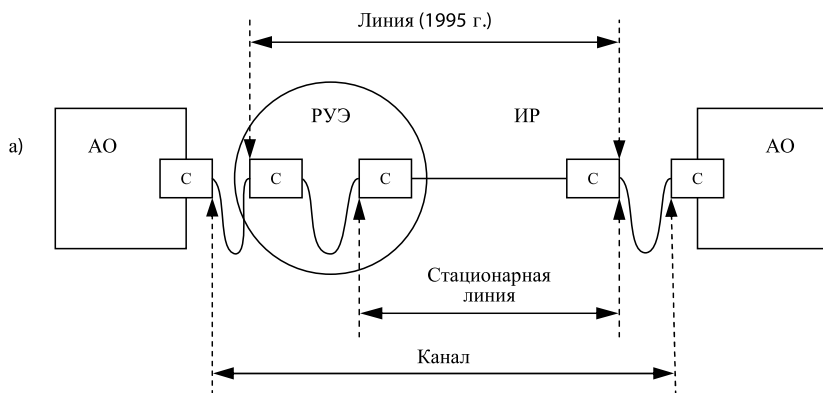 Линия (1995 г.)
РУЭ
ИР
а)
АО
АО
С
С
С
С
С
Стационарная
линия
Канал